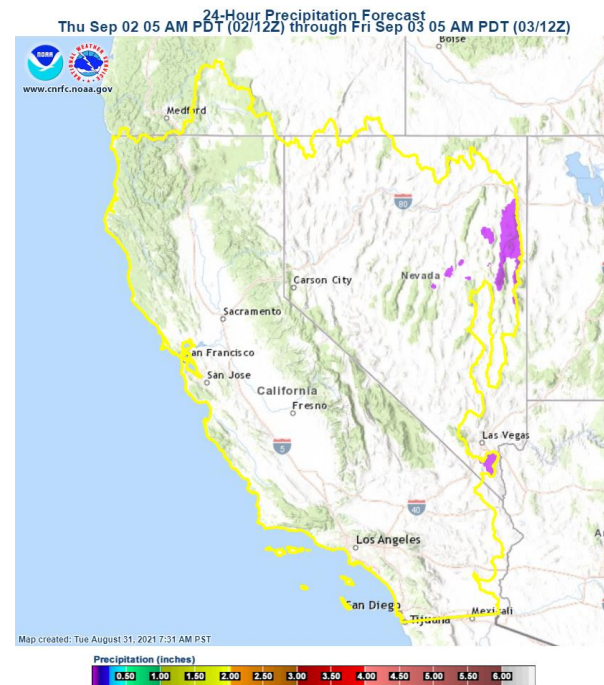 24-Hour Precipitation Forecast
Thu Sep 02 05 AM PDT (02/12Z) through Fri Sep 03 05 AM PDT (03/12Z)
NOAA
NATIONAL WEATHER SERVICE
www.cnrfc.noaa.gov
Boise
Medford
80
Nevada
Carson City
Sacramento
San Francisco
San Jose
California
Fresno
5
Las Vegas
40
Los Angeles
San Diego
Tijuana
Mexicali
Map created: Tue August 31, 2021 7:31 AM PST
Precipitation (inches)
0.50 1.00 1.50 2.00 2.50 3.00 3.50 4.00 4.50 5.00 5.50 6.00